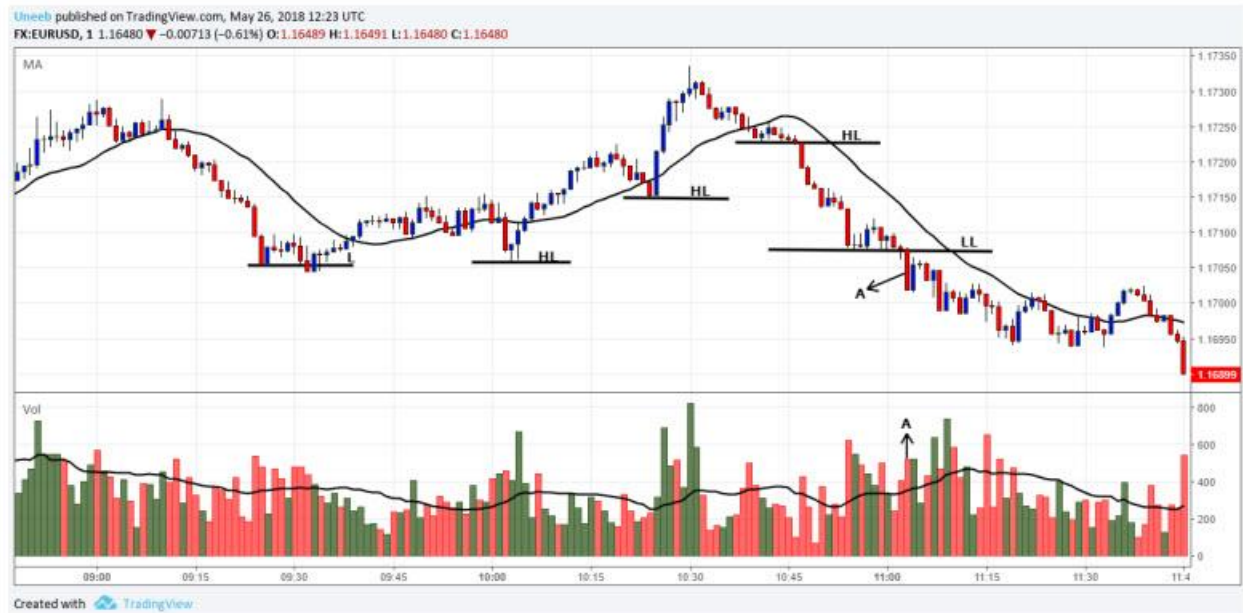 Uneeb published on TradingView.com, May 26, 2018 12:23 UTC
FX:EURUSD, 1 1.16480 ▼ −0.00713 (−0.61%) O:1.16489 H:1.16491 L:1.16480 C:1.16480
MA
1.17350
1.17300
1.17250
1.17200
1.17150
1.17100
1.17050
1.17000
1.16950
1.16899
HL
HL
L
HL
LL
A
Vol
A
800
600
400
200
0
09:00 09:15 09:30 09:45 10:00 10:15 10:30 10:45 11:00 11:15 11:30 11:4
Created with TradingView